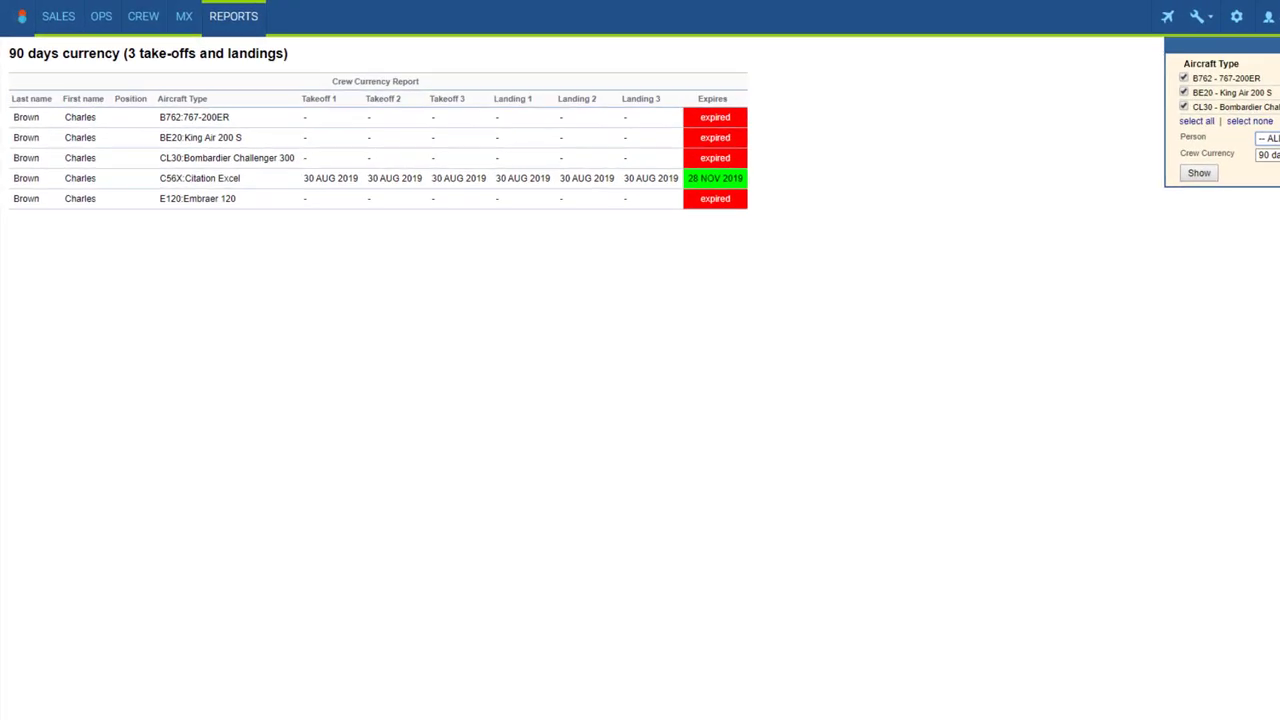 SALES OPS CREW MX REPORTS
90 days currency (3 take-offs and landings)
Crew Currency Report
Last name First name Position Aircraft Type Takeoff 1 Takeoff 2 Takeoff 3 Landing 1 Landing 2 Landing 3 Expires
Brown Charles B762:767-200ER - - - - - - expired
Brown Charles BE20:King Air 200 S - - - - - - expired
Brown Charles CL30:Bombardier Challenger 300 - - - - - - expired
Brown Charles C56X:Citation Excel 30 AUG 2019 30 AUG 2019 30 AUG 2019 30 AUG 2019 30 AUG 2019 30 AUG 2019 28 NOV 2019
Brown Charles E120:Embraer 120 - - - - - - expired
Aircraft Type
B762 - 767-200ER
BE20 - King Air 200 S
CL30 - Bombardier Chal
select all | select none
Person -- AL
Crew Currency 90 da
Show